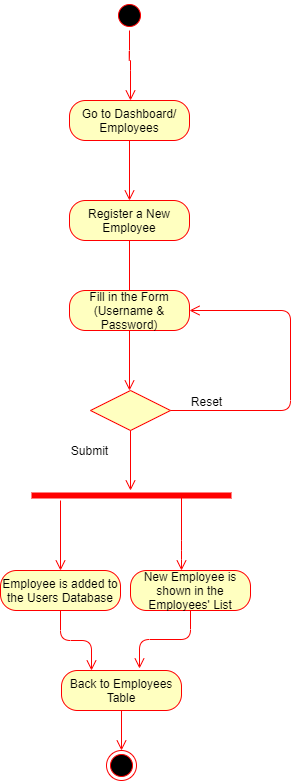 Go to Dashboard/
Employees
Register a New
Employee
Fill in the Form
(Username &
Password)
Reset
Submit
Employee is added to
the Users Database
New Employee is
shown in the
Employees' List
Back to Employees
Table